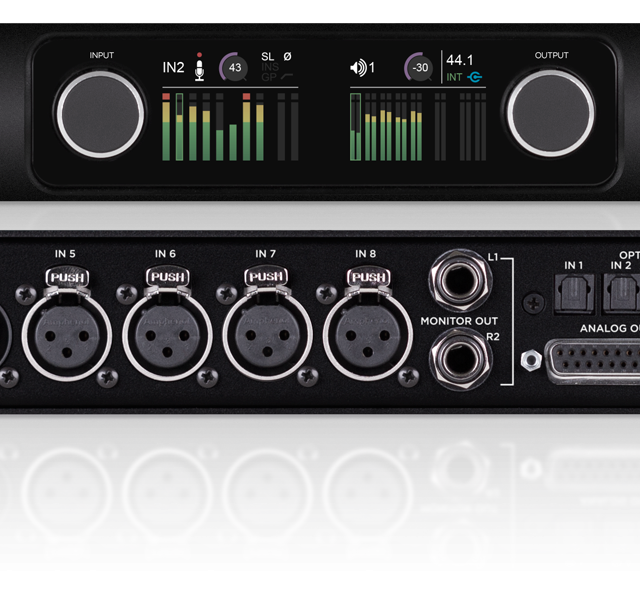 INPUT
IN2
43
SL Ø
INS
GP
1
-30
44.1
INT
OUTPUT
IN 5
IN 6
IN 7
IN 8
PUSH
PUSH
PUSH
PUSH
L1
MONITOR OUT
R2
OPT
IN 1
IN 2
ANALOG OU